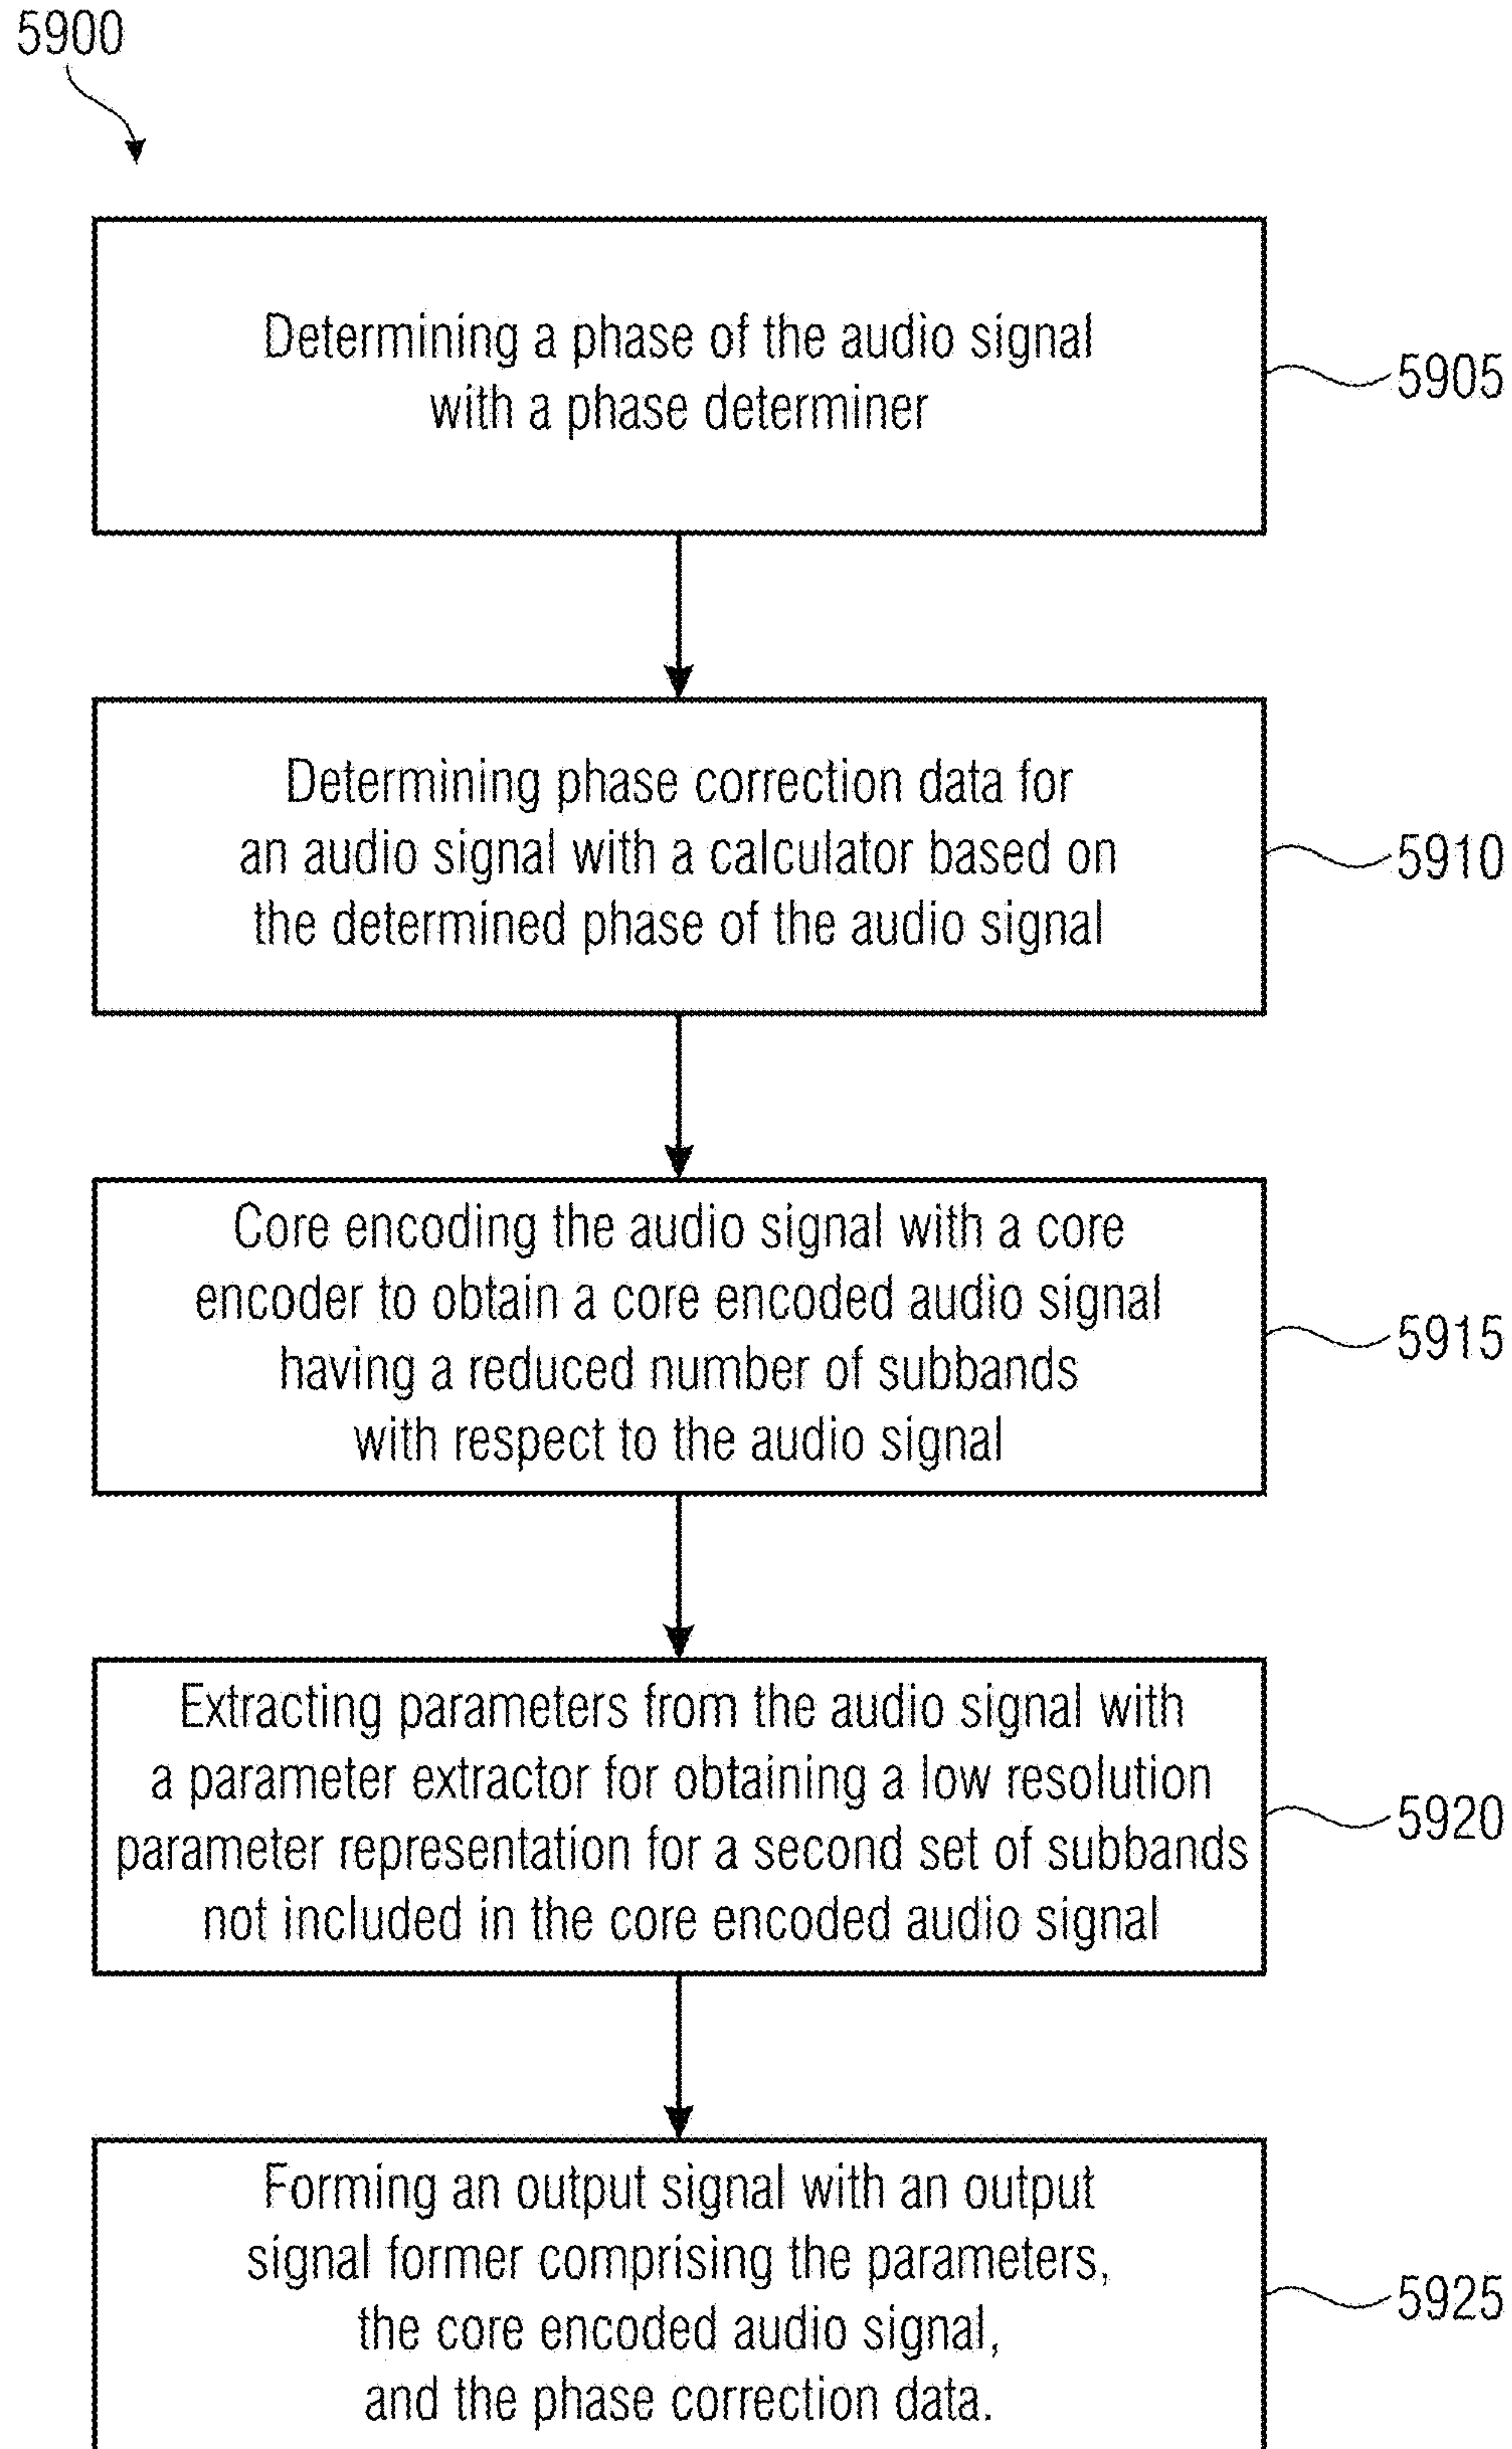 5900
Determining a phase of the audio signal
with a phase determiner
5905
Determining phase correction data for
an audio signal with a calculator based on
the determined phase of the audio signal
5910
Core encoding the audio signal with a core
encoder to obtain a core encoded audio signal
having a reduced number of subbands
with respect to the audio signal
5915
Extracting parameters from the audio signal with
a parameter extractor for obtaining a low resolution
parameter representation for a second set of subbands
not included in the core encoded audio signal
5920
Forming an output signal with an output
signal former comprising the parameters,
the core encoded audio signal,
and the phase correction data.
5925